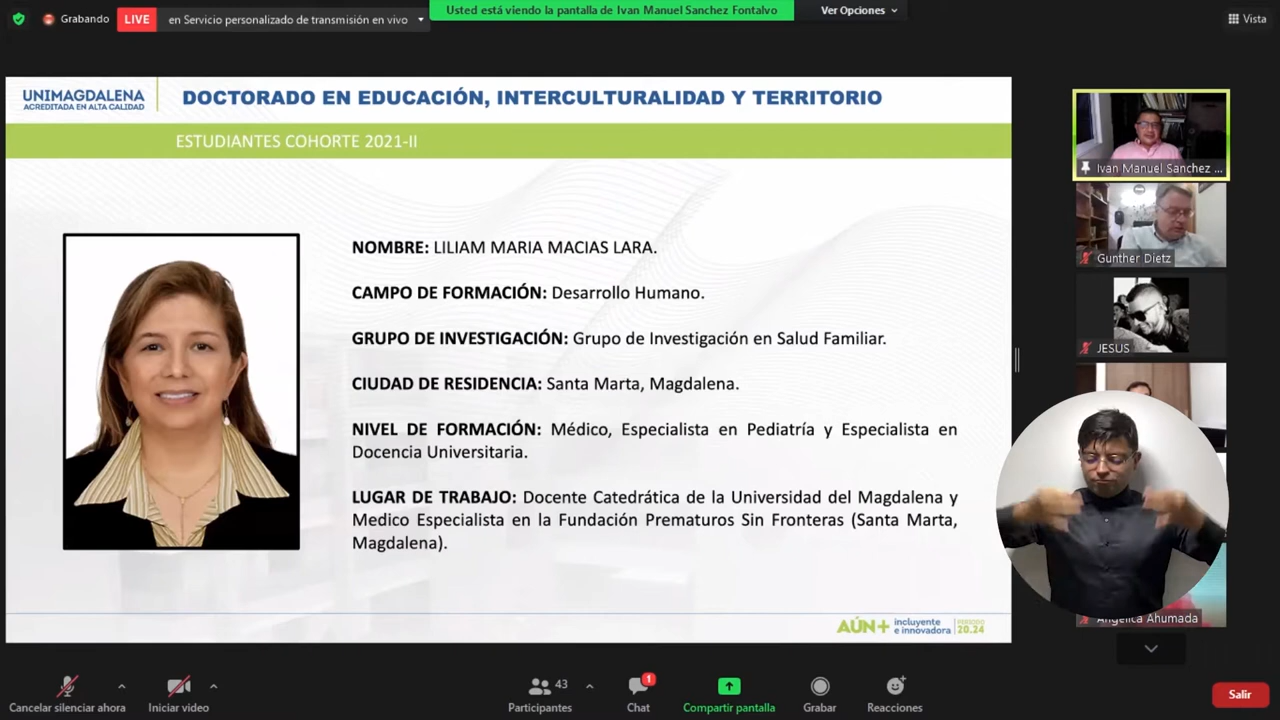 Grabando
LIVE
en Servicio personalizado de transmisión en vivo
Usted está viendo la pantalla de Ivan Manuel Sanchez Fontalvo
Ver Opciones
Vista
UNIMAGDALENA
ACREDITADA EN ALTA CALIDAD
DOCTORADO EN EDUCACIÓN, INTERCULTURALIDAD Y TERRITORIO
ESTUDIANTES COHORTE 2021-II
NOMBRE: LILIAM MARIA MACIAS LARA.
CAMPO DE FORMACIÓN: Desarrollo Humano.
GRUPO DE INVESTIGACIÓN: Grupo de Investigación en Salud Familiar.
CIUDAD DE RESIDENCIA: Santa Marta, Magdalena.
NIVEL DE FORMACIÓN: Médico, Especialista en Pediatría y Especialista en
Docencia Universitaria.
LUGAR DE TRABAJO: Docente Catedrática de la Universidad del Magdalena y
Medico Especialista en la Fundación Prematuros Sin Fronteras (Santa Marta,
Magdalena).
AÚN+ incluyente
e innovadora
PERIODO
20.24
Ivan Manuel Sanchez ...
Gunther Dietz
JESUS
Angelica Ahumada
Cancelar silenciar ahora
Iniciar video
43
Participantes
1
Chat
Compartir pantalla
Grabar
Reacciones
Salir